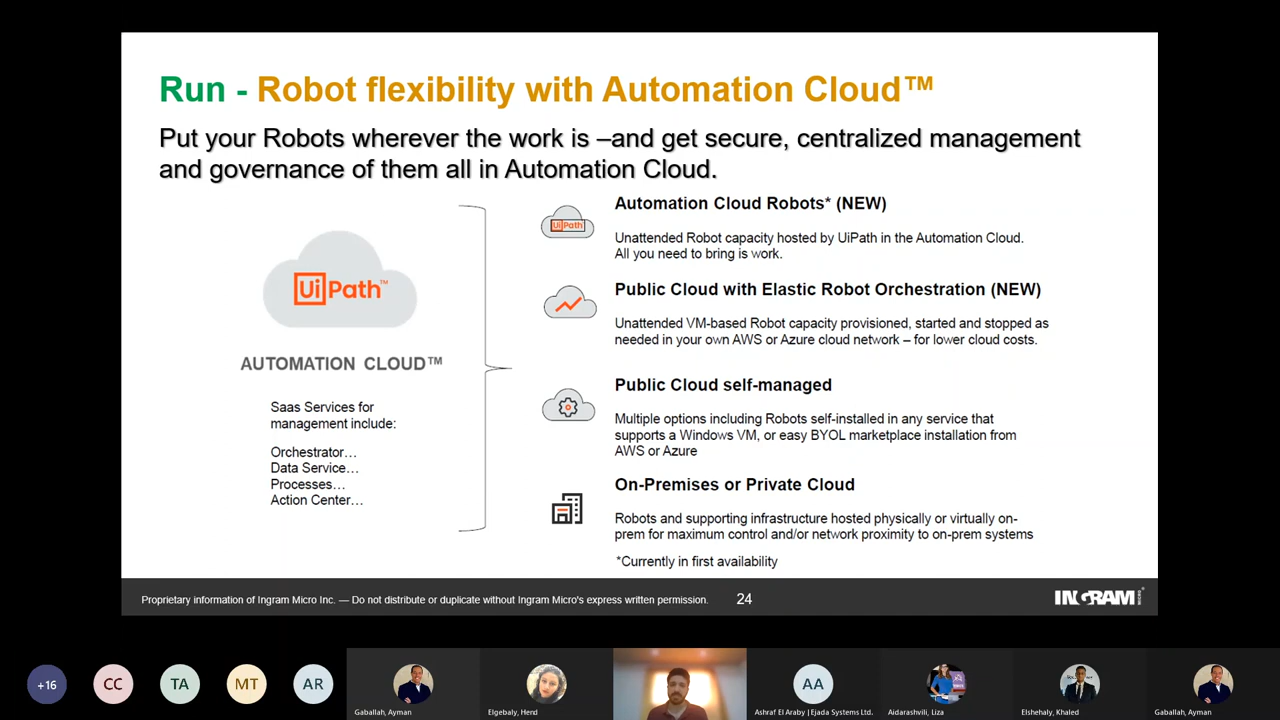 Run - Robot flexibility with Automation Cloud™
Put your Robots wherever the work is –and get secure, centralized management
and governance of them all in Automation Cloud.
UiPath™
AUTOMATION CLOUD™
Saas Services for
management include:
Orchestrator…
Data Service…
Processes…
Action Center…
UiPath
Automation Cloud Robots* (NEW)
Unattended Robot capacity hosted by UiPath in the Automation Cloud.
All you need to bring is work.
Public Cloud with Elastic Robot Orchestration (NEW)
Unattended VM-based Robot capacity provisioned, started and stopped as
needed in your own AWS or Azure cloud network – for lower cloud costs.
Public Cloud self-managed
Multiple options including Robots self-installed in any service that
supports a Windows VM, or easy BYOL marketplace installation from
AWS or Azure
On-Premises or Private Cloud
Robots and supporting infrastructure hosted physically or virtually on-
prem for maximum control and/or network proximity to on-prem systems
*Currently in first availability
Proprietary information of Ingram Micro Inc. — Do not distribute or duplicate without Ingram Micro's express written permission.
24
INGRAM MICRO
+16
CC
TA
MT
AR
Gaballah, Ayman
Elgebaly, Hend
AA
Ashraf El Araby | Ejada Systems Ltd.
Aidarashvili, Liza
Elshehaly, Khaled
Gaballah, Ayman